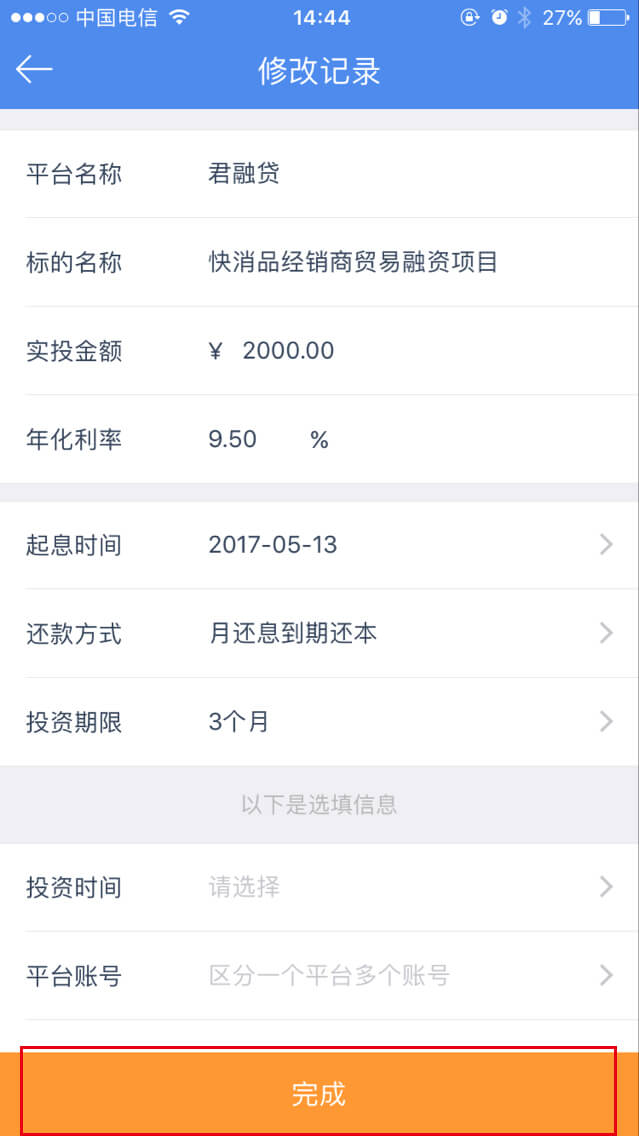 中国电信 14:44 27%
修改记录
平台名称 君融贷
标的名称 快消品经销商贸易融资项目
实投金额 ¥ 2000.00
年化利率 9.50 %
起息时间 2017-05-13
还款方式 月还息到期还本
投资期限 3个月
以下是选填信息
投资时间 请选择
平台账号 区分一个平台多个账号
完成